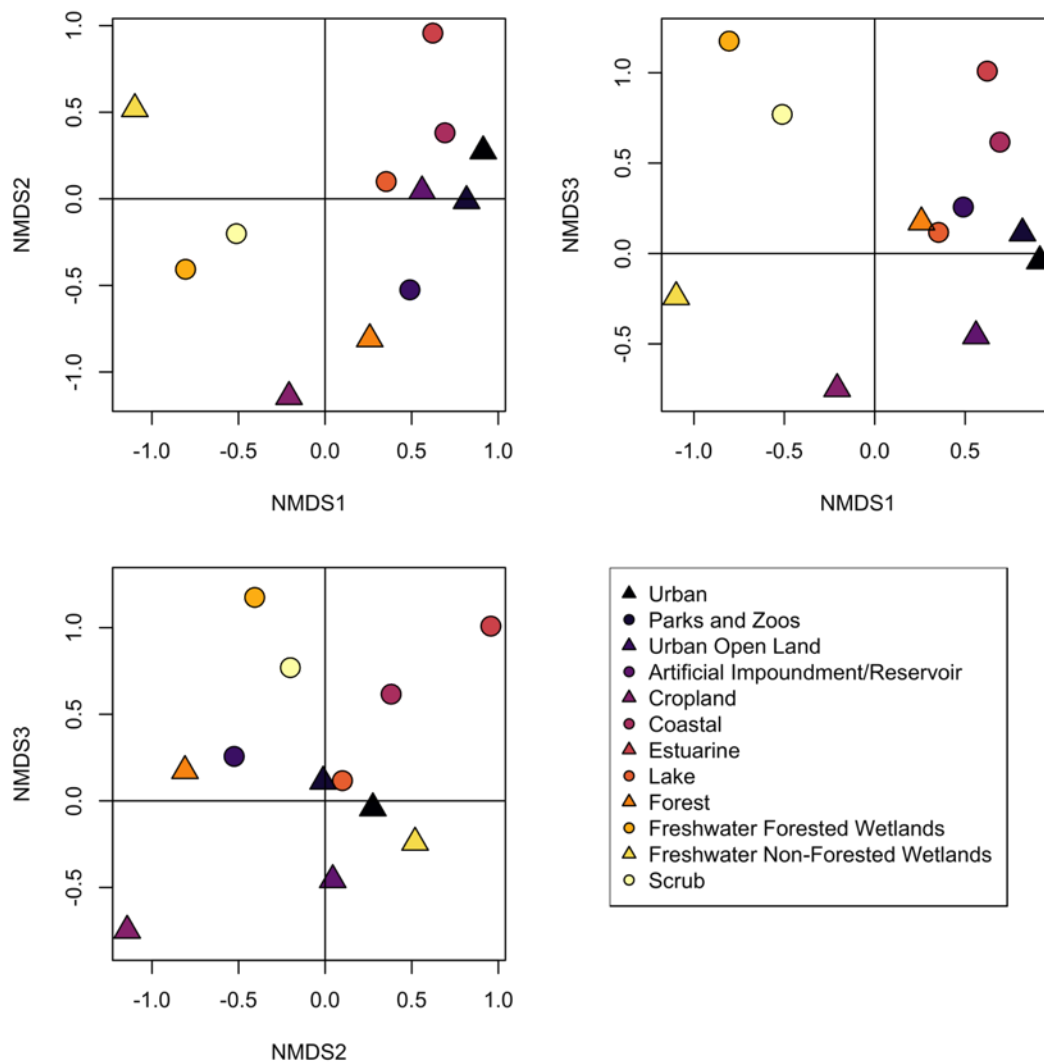 1.0
0.5
0.0
-0.5
-1.0
NMDS2
-1.0 -0.5 0.0 0.5 1.0
NMDS1
1.0
0.5
0.0
-0.5
NMDS3
-1.0 -0.5 0.0 0.5
NMDS1
1.0
0.5
0.0
-0.5
NMDS3
-1.0 -0.5 0.0 0.5 1.0
NMDS2
Urban
Parks and Zoos
Urban Open Land
Artificial Impoundment/Reservoir
Cropland
Coastal
Estuarine
Lake
Forest
Freshwater Forested Wetlands
Freshwater Non-Forested Wetlands
Scrub